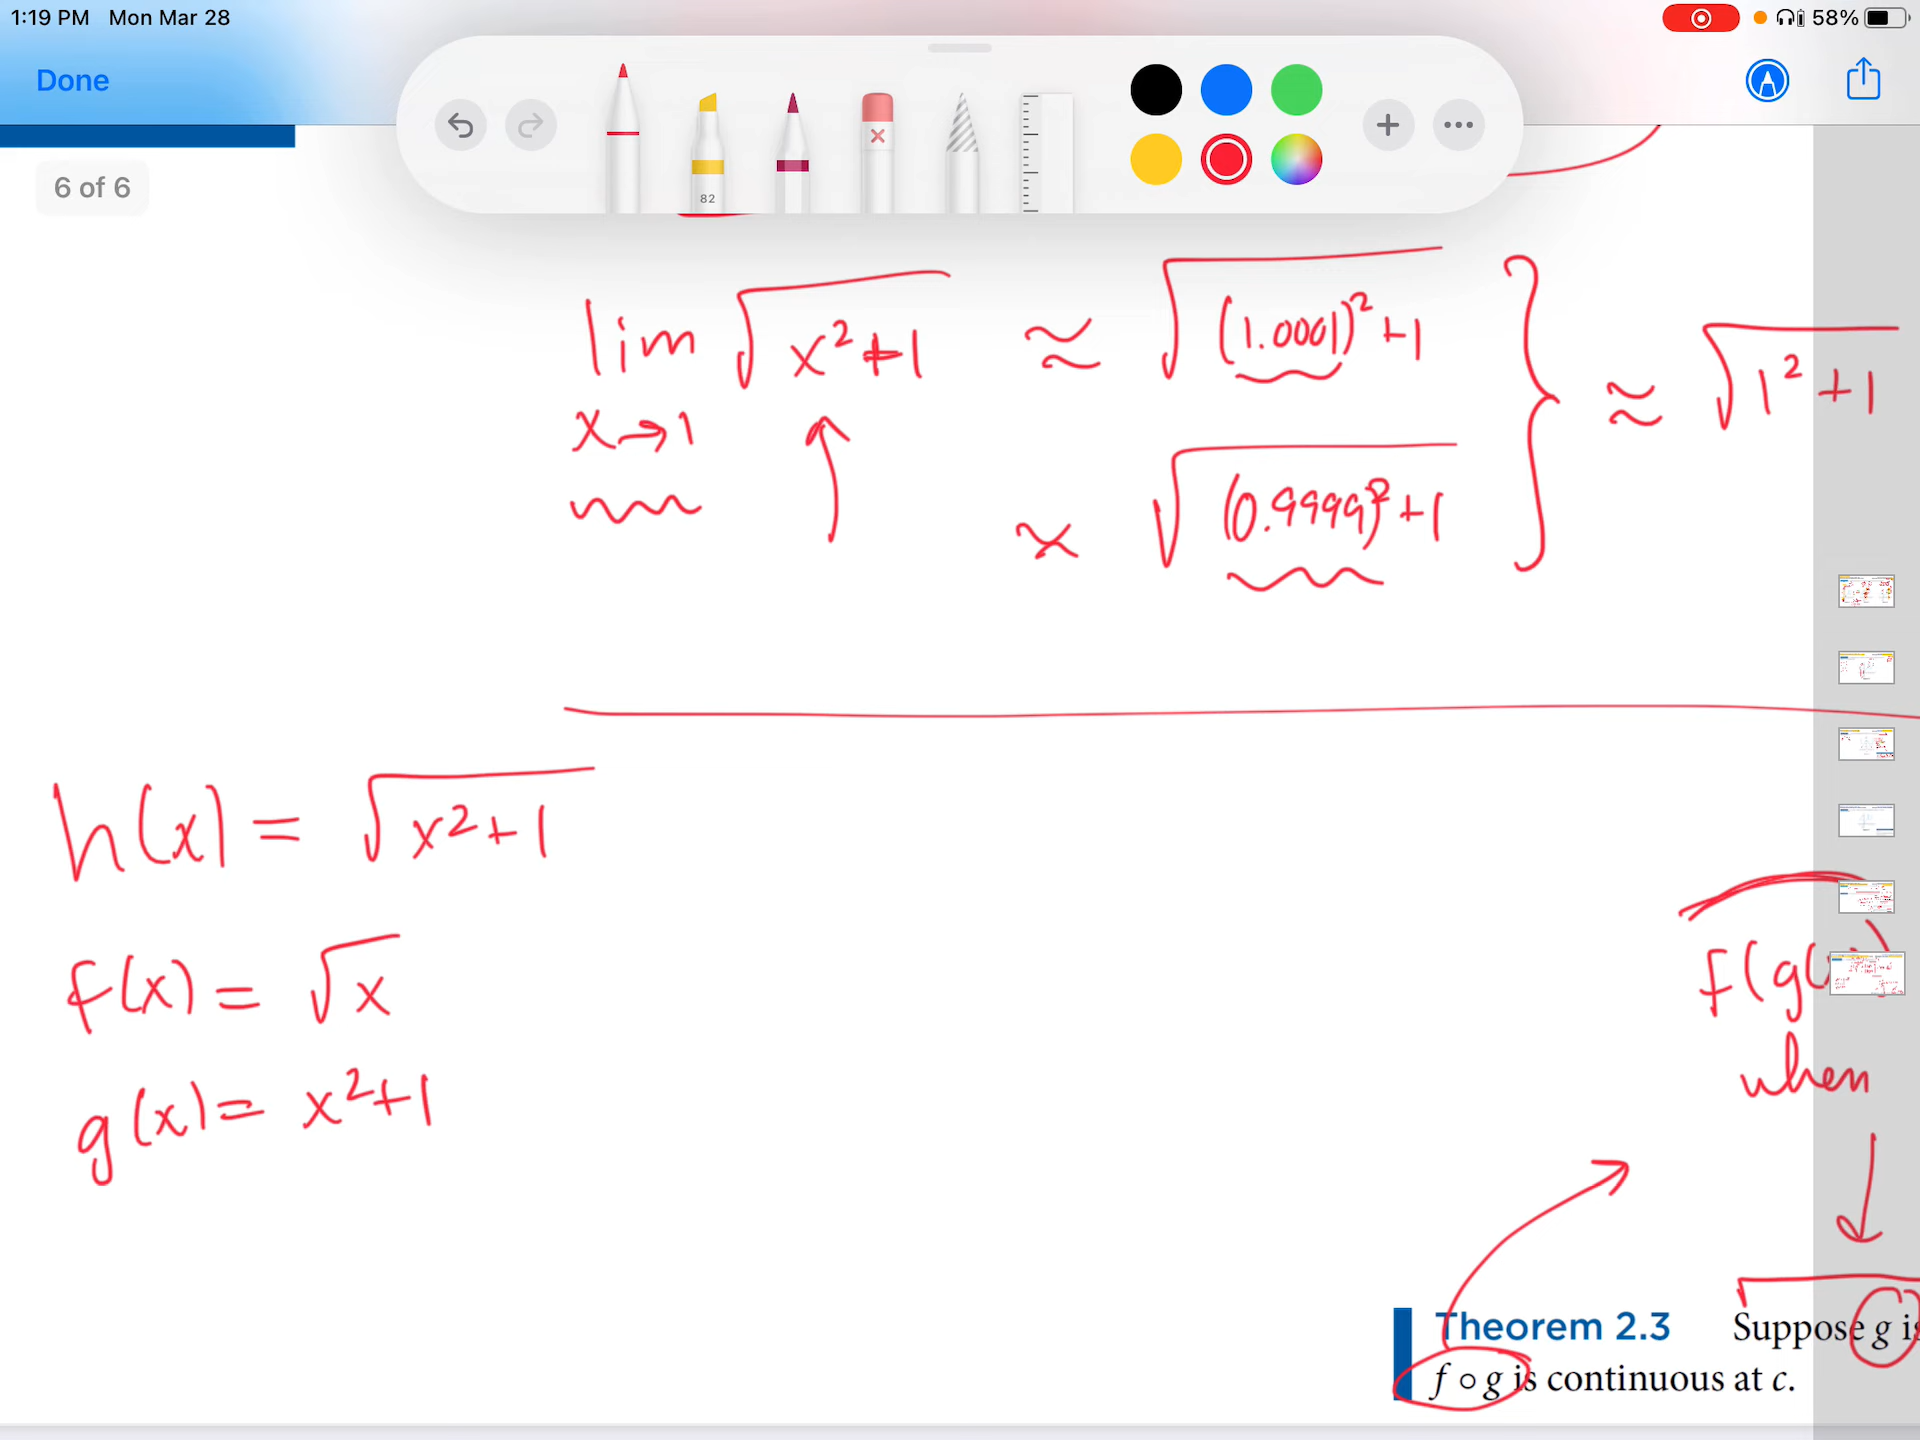 1:19 PM Mon Mar 28
58%
Done
82
6 of 6
lim √(x²+1) ≈ √((1.0001)²+1)
x→1
≈ √((0.9999)²+1)
} ≈ √(1²+1)
h(x) = √(x²+1)
f(x) = √x
g(x) = x²+1
f(g(
when
Theorem 2.3 Suppose g is
f ∘ g is continuous at c.